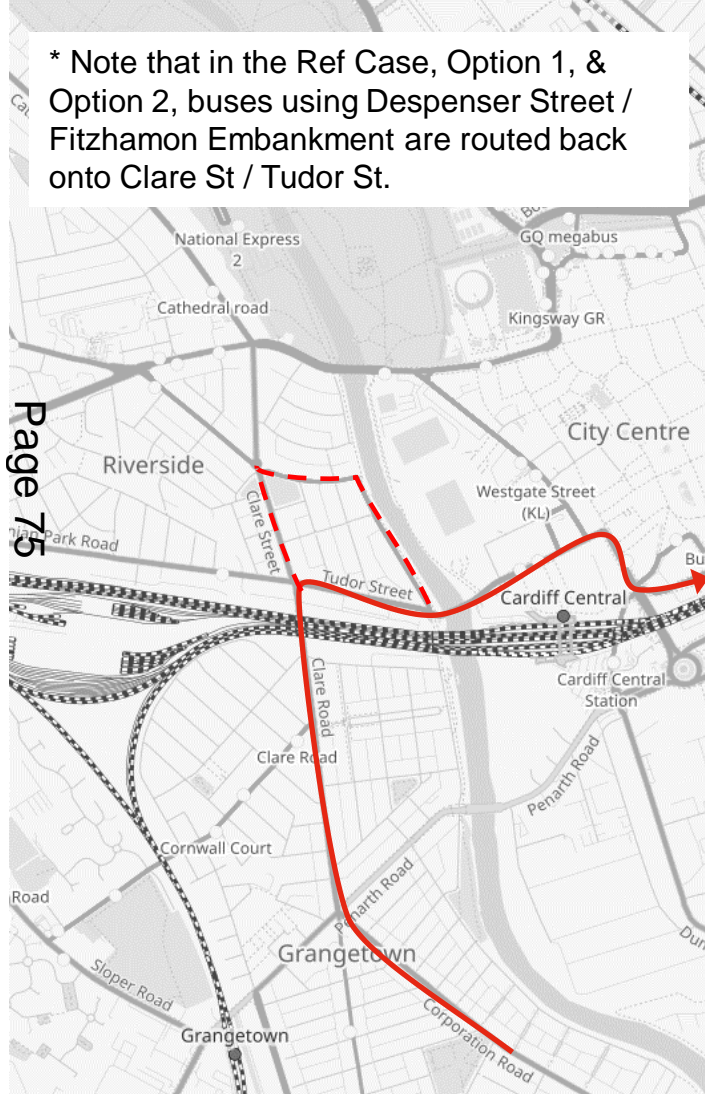 * Note that in the Ref Case, Option 1, &
Option 2, buses using Despenser Street /
Fitzhamon Embankment are routed back
onto Clare St / Tudor St.
National Express
2
GQ megabus
Cathedral road
Kingsway GR
Page 75
Riverside
City Centre
Clare Street
Westgate Street
(KL)
Park Road
Tudor Street
Bu
Cardiff Central
Clare Road
Cardiff Central
Station
Clare Road
Penarth Road
Cornwall Court
Penarth Road
Road
Grangetown
Sloper Road
Corporation Road
Grangetown